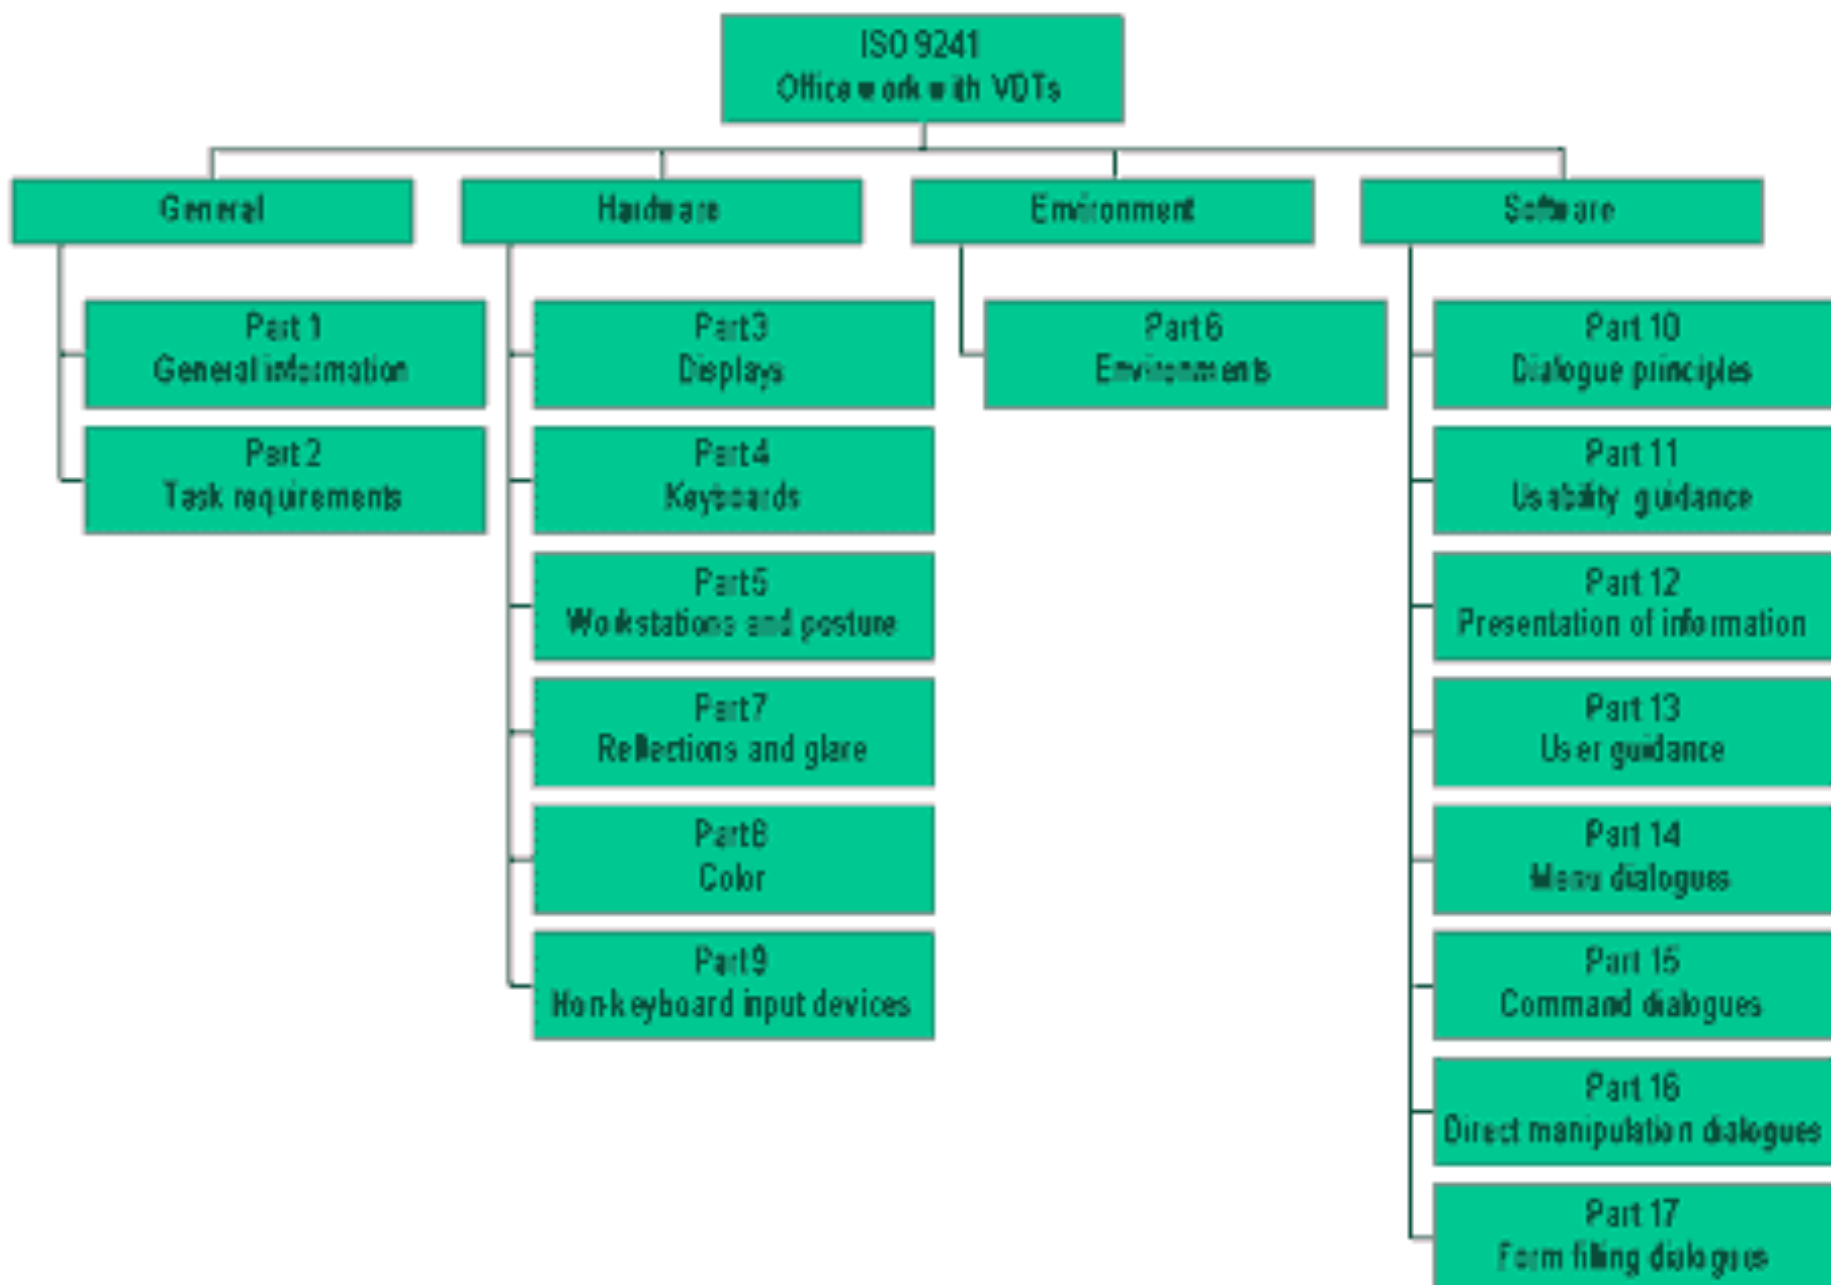 ISO 9241
Office work with VDTs
General
Hardware
Environment
Software
Part 1
General information
Part 2
Task requirements
Part 3
Displays
Part 4
Keyboards
Part 5
Workstations and posture
Part 7
Reflections and glare
Part 8
Color
Part 9
Non-keyboard input devices
Part 6
Environments
Part 10
Dialogue principles
Part 11
Usability guidance
Part 12
Presentation of information
Part 13
User guidance
Part 14
Menu dialogues
Part 15
Command dialogues
Part 16
Direct manipulation dialogues
Part 17
Form filling dialogues